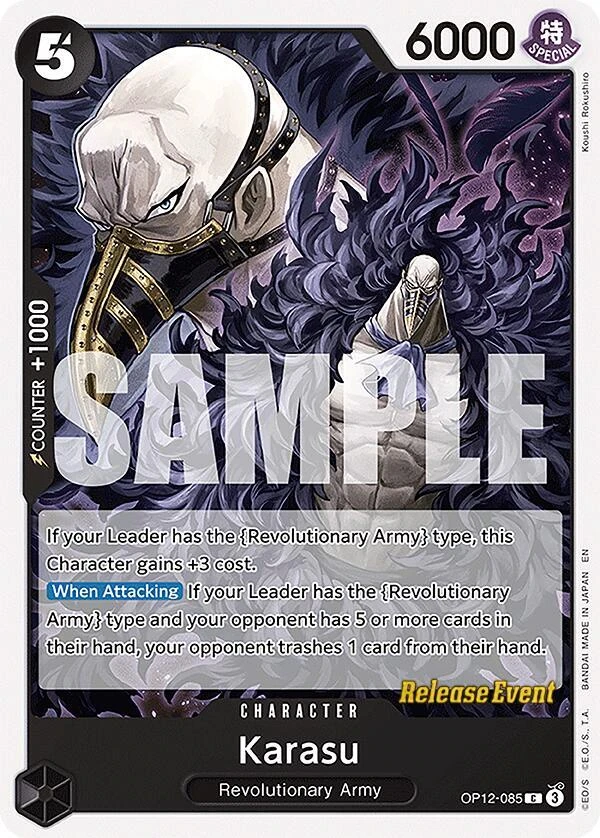 5
6000
特
SPECIAL
Koushi Rokushiro
COUNTER +1000
SAMPLE
If your Leader has the {Revolutionary Army} type, this
Character gains +3 cost.
When Attacking If your Leader has the {Revolutionary
Army} type and your opponent has 5 or more cards in
their hand, your opponent trashes 1 card from their hand.
Release Event
CHARACTER
Karasu
Revolutionary Army
OP12-085 C 3
©E.O/S ©E.O./S., T.A. BANDAI MADE IN JAPAN EN